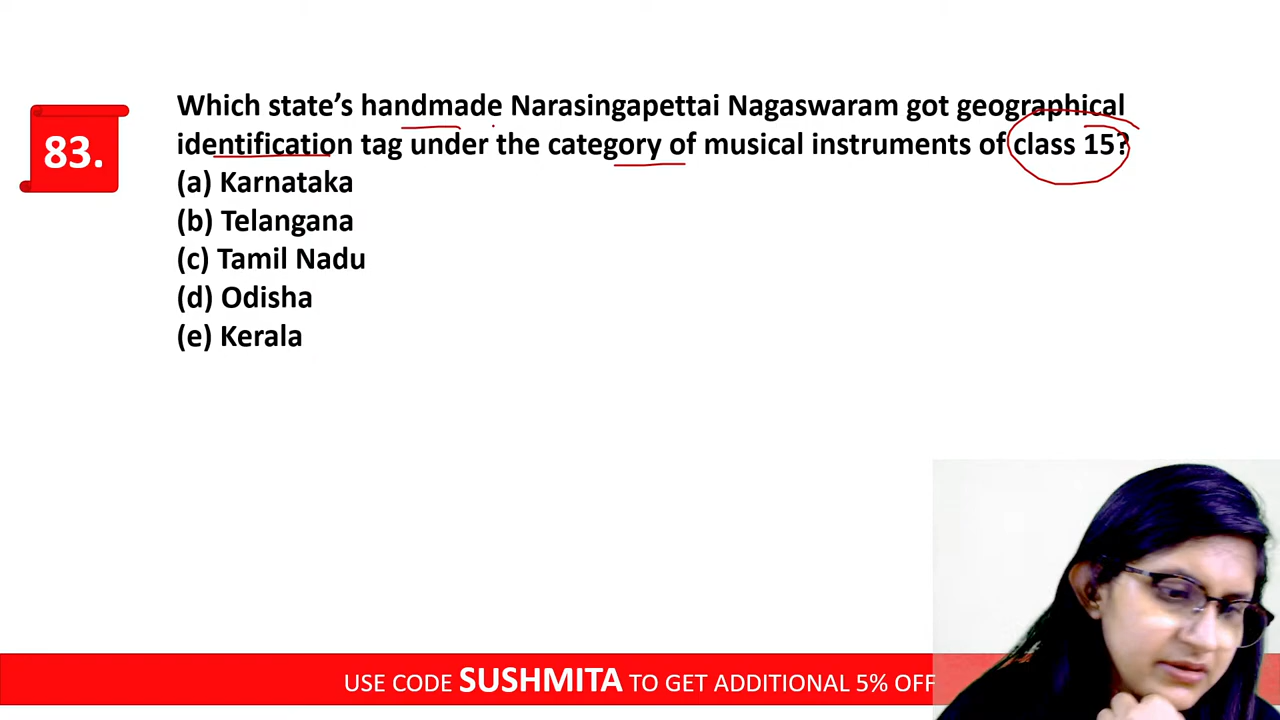 83.
Which state’s handmade Narasingapettai Nagaswaram got geographical
identification tag under the category of musical instruments of class 15?
(a) Karnataka
(b) Telangana
(c) Tamil Nadu
(d) Odisha
(e) Kerala
USE CODE SUSHMITA TO GET ADDITIONAL 5% OFF